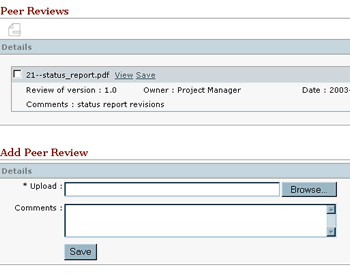 Peer Reviews
Details
21--status_report.pdf View Save
Review of version : 1.0 Owner : Project Manager Date : 2003-
Comments : status report revisions
Add Peer Review
Details
* Upload : Browse...
Comments :
Save